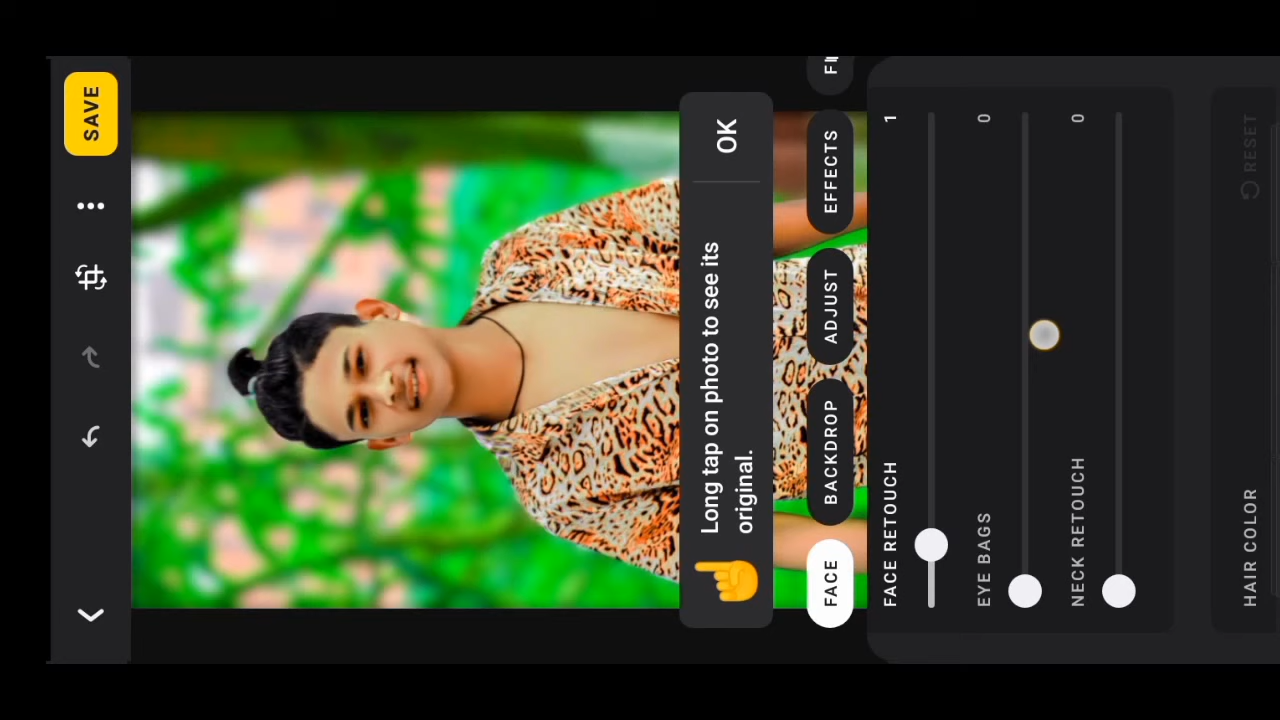 SAVE
Long tap on photo to see its
original.
OK
FACE
BACKDROP
ADJUST
EFFECTS
FACE RETOUCH
1
EYE BAGS
0
NECK RETOUCH
0
HAIR COLOR
RESET